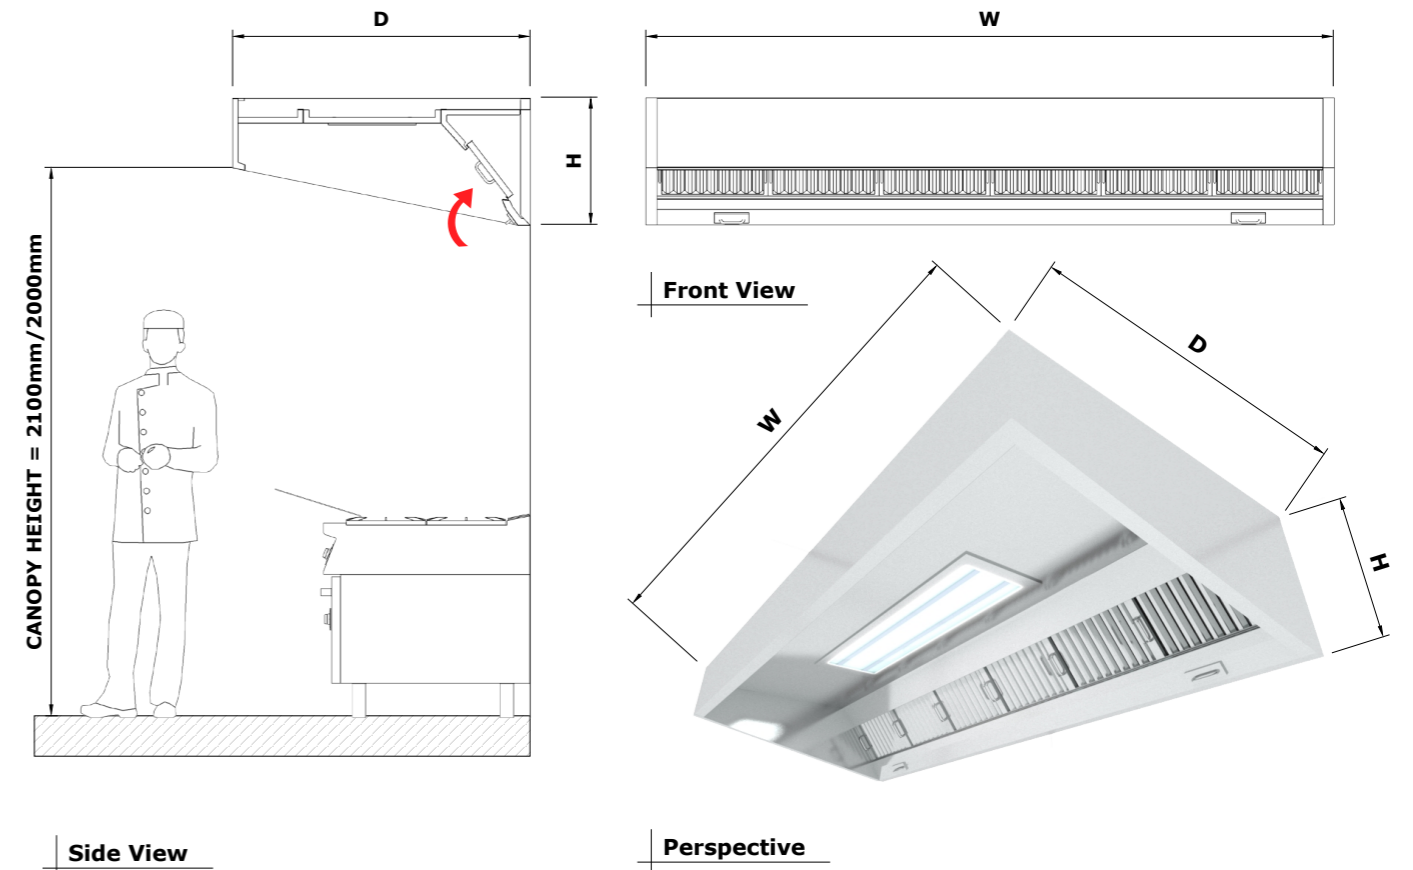 D
W
H
CANOPY HEIGHT = 2100mm/2000mm
Front View
D
W
H
Side View
Perspective